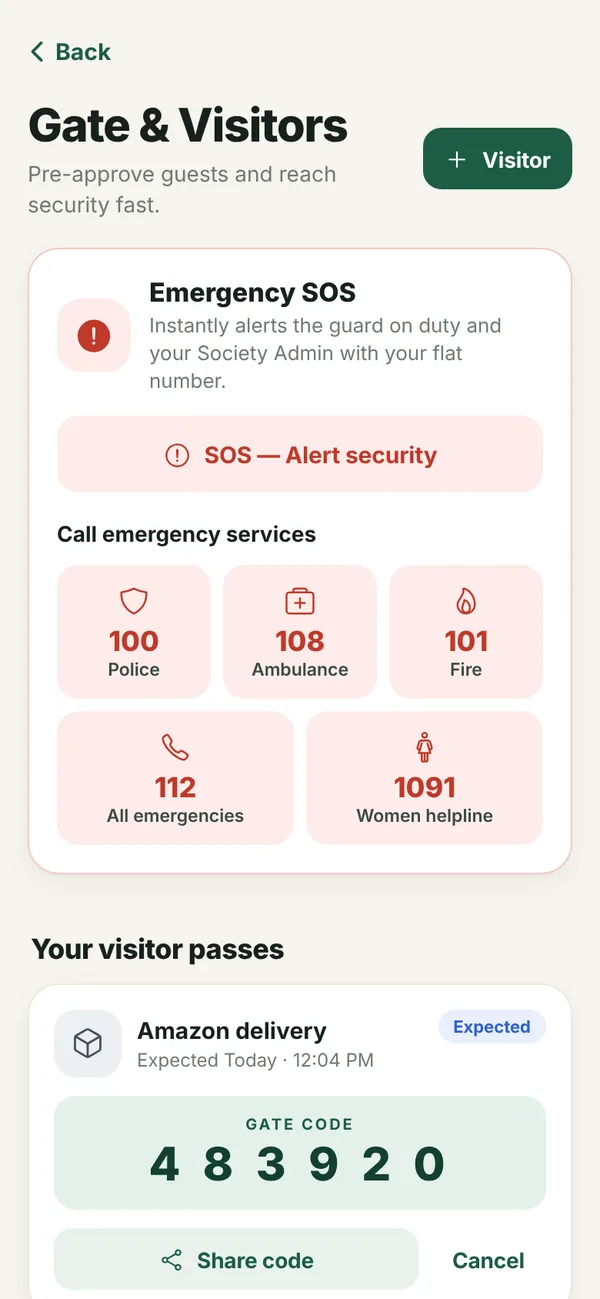 Back
Gate & Visitors
Pre-approve guests and reach
security fast.
+ Visitor
Emergency SOS
Instantly alerts the guard on duty and
your Society Admin with your flat
number.
SOS — Alert security
Call emergency services
100
Police
108
Ambulance
101
Fire
112
All emergencies
1091
Women helpline
Your visitor passes
Amazon delivery
Expected
Expected Today · 12:04 PM
GATE CODE
4 8 3 9 2 0
Share code
Cancel